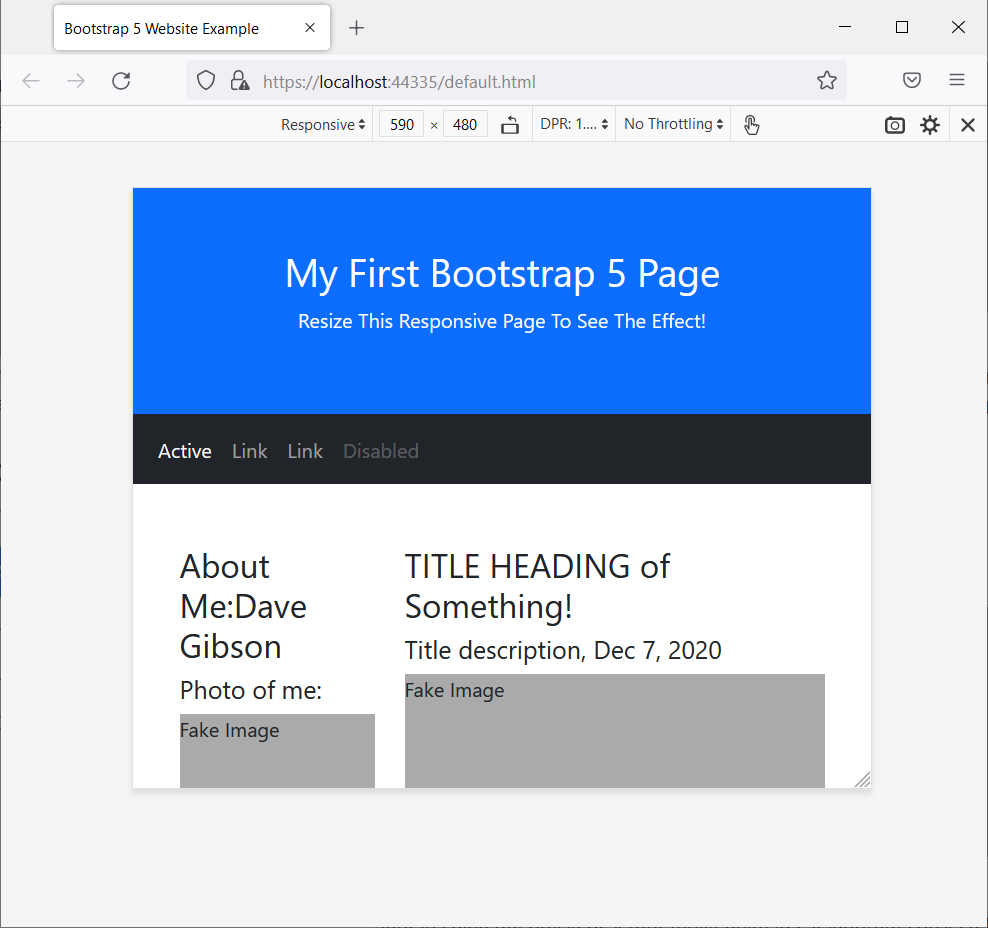 Bootstrap 5 Website Example
https://localhost:44335/default.html
Responsive 590 × 480 DPR: 1.... No Throttling
My First Bootstrap 5 Page
Resize This Responsive Page To See The Effect!
Active Link Link Disabled
About
Me:Dave
Gibson
Photo of me:
Fake Image
TITLE HEADING of
Something!
Title description, Dec 7, 2020
Fake Image